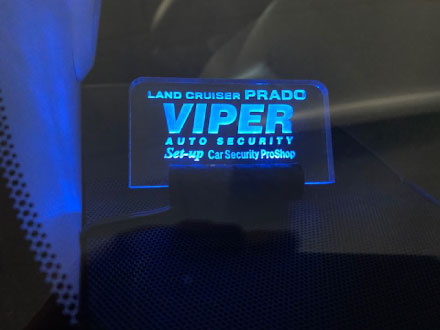 LAND CRUISER PRADO
VIPER
AUTO SECURITY
Set-up Car Security ProShop